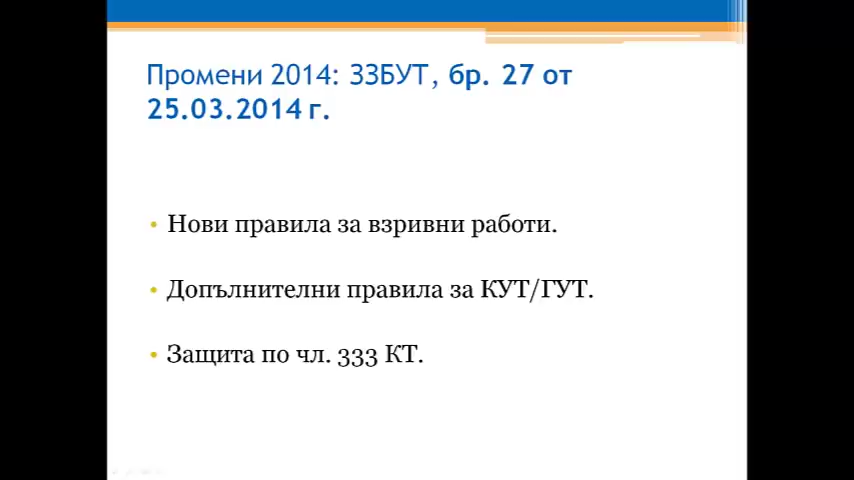 Промени 2014: ЗЗБУТ, бр. 27 от
25.03.2014 г.
• Нови правила за взривни работи.
• Допълнителни правила за КУТ/ГУТ.
• Защита по чл. 333 КТ.